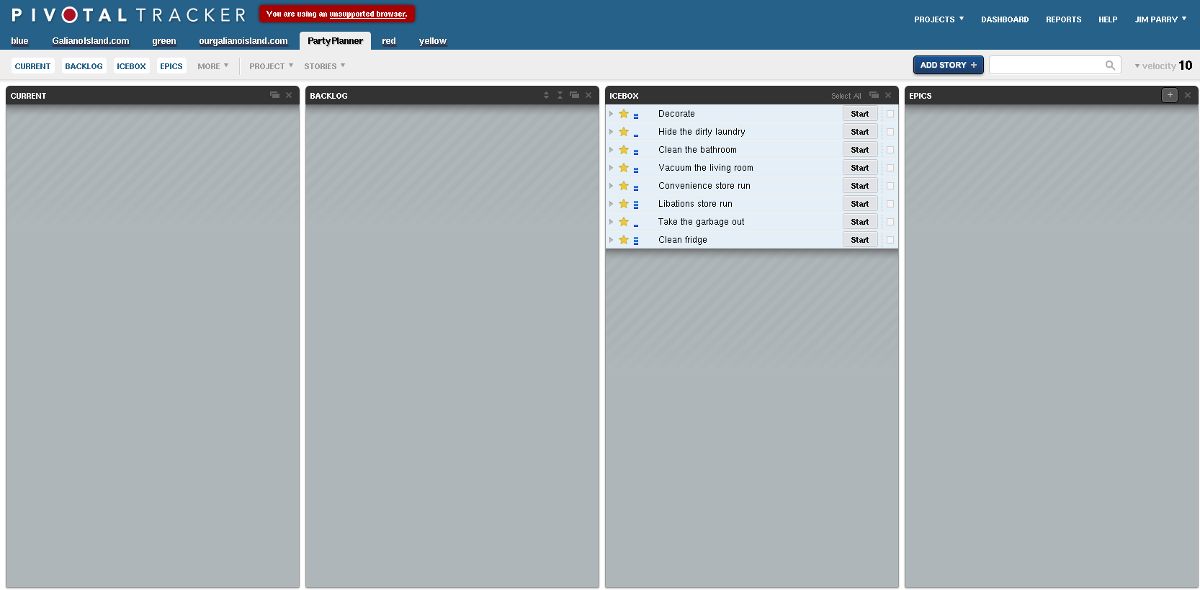 PIVOTAL TRACKER
You are using an unsupported browser.
PROJECTS DASHBOARD REPORTS HELP JIM PARRY
blue GalianoIsland.com green ourgalianoisland.com PartyPlanner red yellow
CURRENT BACKLOG ICEBOX EPICS MORE PROJECT STORIES
ADD STORY +
velocity 10
CURRENT
BACKLOG
ICEBOX Select All
Decorate Start
Hide the dirty laundry Start
Clean the bathroom Start
Vacuum the living room Start
Convenience store run Start
Libations store run Start
Take the garbage out Start
Clean fridge Start
EPICS +